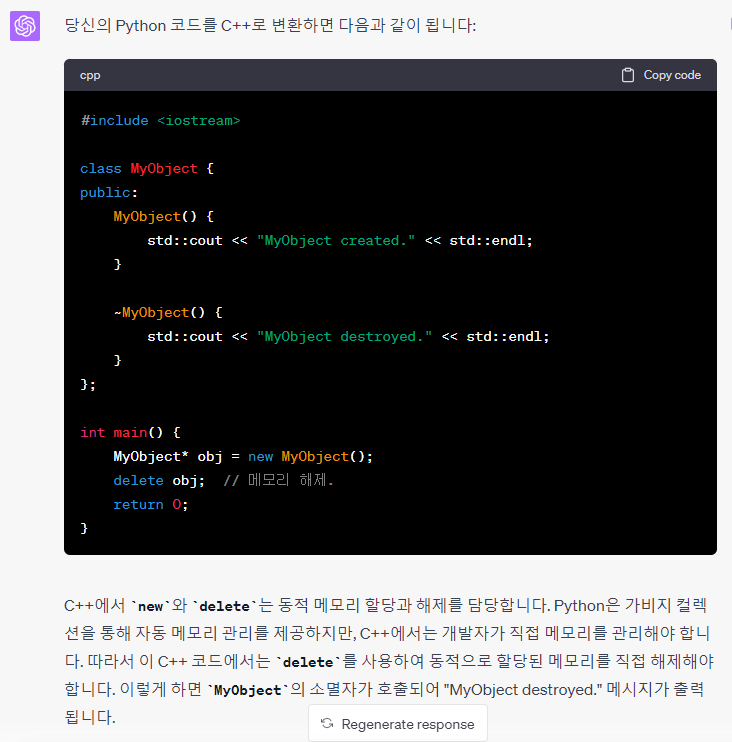 당신의 Python 코드를 C++로 변환하면 다음과 같이 됩니다:
cpp
Copy code
#include <iostream>
class MyObject {
public:
    MyObject() {
        std::cout << "MyObject created." << std::endl;
    }
    ~MyObject() {
        std::cout << "MyObject destroyed." << std::endl;
    }
};
int main() {
    MyObject* obj = new MyObject();
    delete obj;  // 메모리 해제.
    return 0;
}
C++에서 `new`와 `delete`는 동적 메모리 할당과 해제를 담당합니다. Python은 가비지 컬렉
션을 통해 자동 메모리 관리를 제공하지만, C++에서는 개발자가 직접 메모리를 관리해야 합니
다. 따라서 이 C++ 코드에서는 `delete`를 사용하여 동적으로 할당된 메모리를 직접 해제해야
합니다. 이렇게 하면 `MyObject`의 소멸자가 호출되어 "MyObject destroyed." 메시지가 출력
됩니다.
Regenerate response